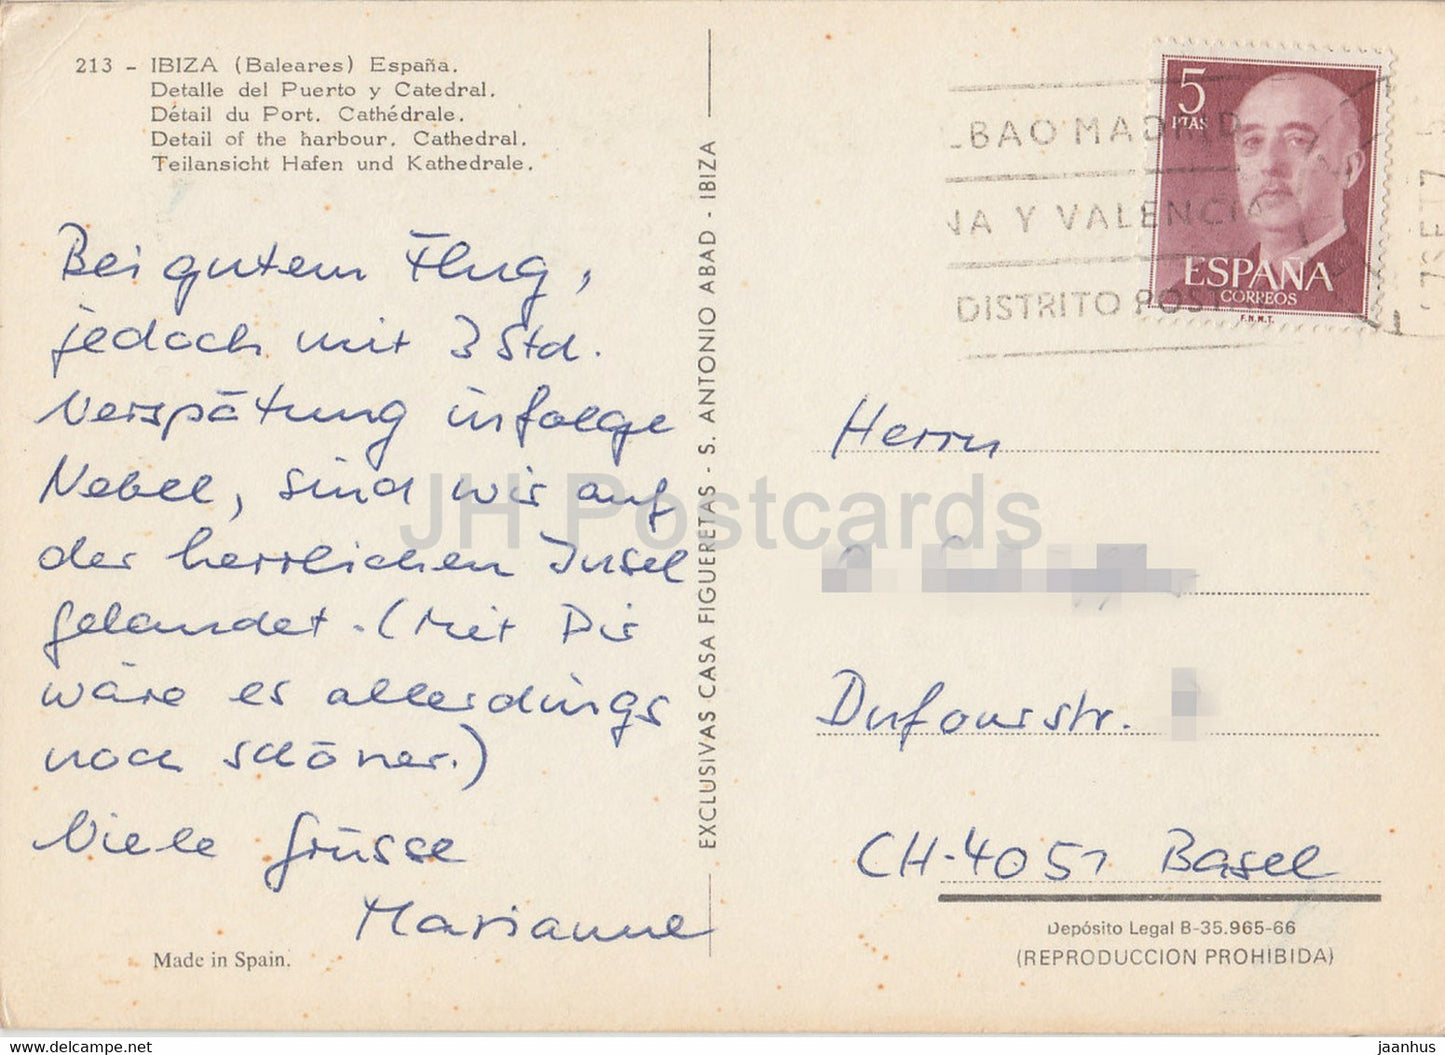 213 - IBIZA (Baleares) España.
Detalle del Puerto y Catedral.
Détail du Port. Cathédrale.
Detail of the harbour. Cathedral.
Teilansicht Hafen und Kathedrale.
Bei gutem Flug,
jedoch mit 3 Std.
Verspätung infolge
Nebel, sind wir auf
der herrlichen Insel
gelandet. (Mit Dir
wäre es allerdings
noch schöner.)
Viele Grüsse
Marianne
Made in Spain.
EXCLUSIVAS CASA FIGUERETAS - S. ANTONIO ABAD - IBIZA
LBAO MADRID
NA Y VALENCIA
DISTRITO POSTAL
5
PTAS
ESPAÑA
CORREOS
F.N.M.T.
Herrn
Dufourstr.
CH-4051 Basel
Depósito Legal B-35.965-66
(REPRODUCCION PROHIBIDA)
JH Postcards
https://www.delcampe.net
jaanhus